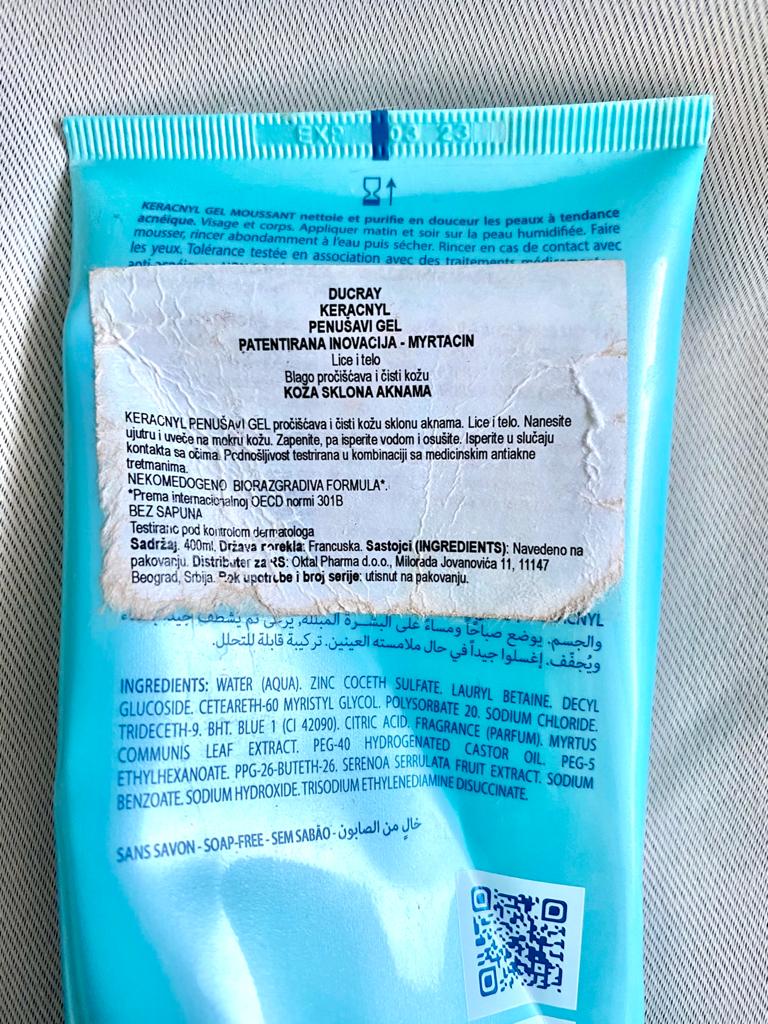 EXP 03 23
KERACNYL GEL MOUSSANT nettoie et purifie en douceur les peaux à tendance
acnéique. Visage et corps. Appliquer matin et soir sur la peau humidifiée. Faire
mousser, rincer abondamment à l'eau puis sécher. Rincer en cas de contact avec
les yeux. Tolérance testée en association avec des traitements médicamenteux
DUCRAY
KERACNYL
PENUŠAVI GEL
PATENTIRANA INOVACIJA - MYRTACIN
Lice i telo
Blago pročišćava i čisti kožu
KOZA SKLONA AKNAMA
KERACNYL PENUŠAVI GEL pročišćava i čisti kožu sklonu aknama. Lice i telo. Nanesite
ujutru i uveče na mokru kožu. Zapenite, pa isperite vodom i osušite. Isperite u slučaju
kontakta sa očima. Podnošljivost testrirana u kombinaciji sa medicinskim antiakne
tretmanima.
NEKOMEDOGENO BIORAZGRADIVA FORMULA*.
*Prema internacionalnoj OECD normi 301B
BEZ SAPUNA
Testirano pod kontrolom dermatologa
Sadržaj: 400ml, Država porekla: Francuska. Sastojci (INGREDIENTS): Navedeno na
pakovanju. Distributer za RS: Oktal Pharma d.o.o., Milorada Jovanovića 11, 11147
Beograd, Srbija. Rok upotrebe i broj serije: utisnut na pakovanju.
KERACNYL
والجسم. يوضع صباحاً ومساءً على البشرة المبللة، يرغى ثم يشطف جيداً
ويُجفّف. إغسلوا جيداً في حال ملامسته العينين. تركيبة قابلة للتحلل.
INGREDIENTS: WATER (AQUA). ZINC COCETH SULFATE. LAURYL BETAINE. DECYL
GLUCOSIDE. CETEARETH-60 MYRISTYL GLYCOL. POLYSORBATE 20. SODIUM CHLORIDE.
TRIDECETH-9. BHT. BLUE 1 (CI 42090). CITRIC ACID. FRAGRANCE (PARFUM). MYRTUS
COMMUNIS LEAF EXTRACT. PEG-40 HYDROGENATED CASTOR OIL. PEG-5
ETHYLHEXANOATE. PPG-26-BUTETH-26. SERENOA SERRULATA FRUIT EXTRACT. SODIUM
BENZOATE. SODIUM HYDROXIDE. TRISODIUM ETHYLENEDIAMINE DISUCCINATE.
SANS SAVON - SOAP-FREE - SEM SABÃO - خالٍ من الصابون